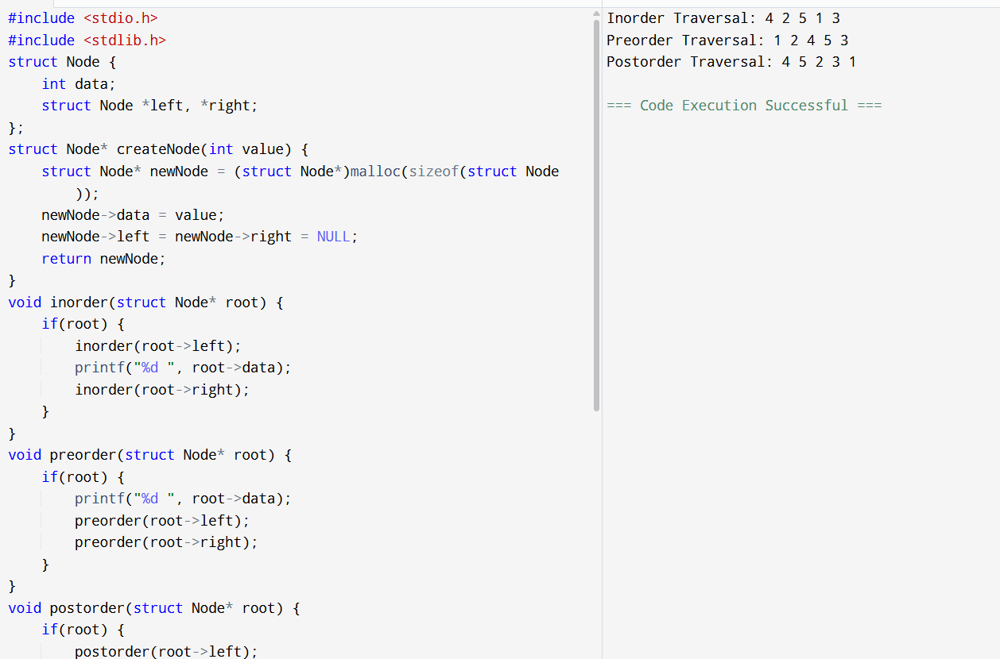 #include <stdio.h>
#include <stdlib.h>
struct Node {
    int data;
    struct Node *left, *right;
};
struct Node* createNode(int value) {
    struct Node* newNode = (struct Node*)malloc(sizeof(struct Node
        ));
    newNode->data = value;
    newNode->left = newNode->right = NULL;
    return newNode;
}
void inorder(struct Node* root) {
    if(root) {
        inorder(root->left);
        printf("%d ", root->data);
        inorder(root->right);
    }
}
void preorder(struct Node* root) {
    if(root) {
        printf("%d ", root->data);
        preorder(root->left);
        preorder(root->right);
    }
}
void postorder(struct Node* root) {
    if(root) {
        postorder(root->left);
Inorder Traversal: 4 2 5 1 3
Preorder Traversal: 1 2 4 5 3
Postorder Traversal: 4 5 2 3 1
=== Code Execution Successful ===